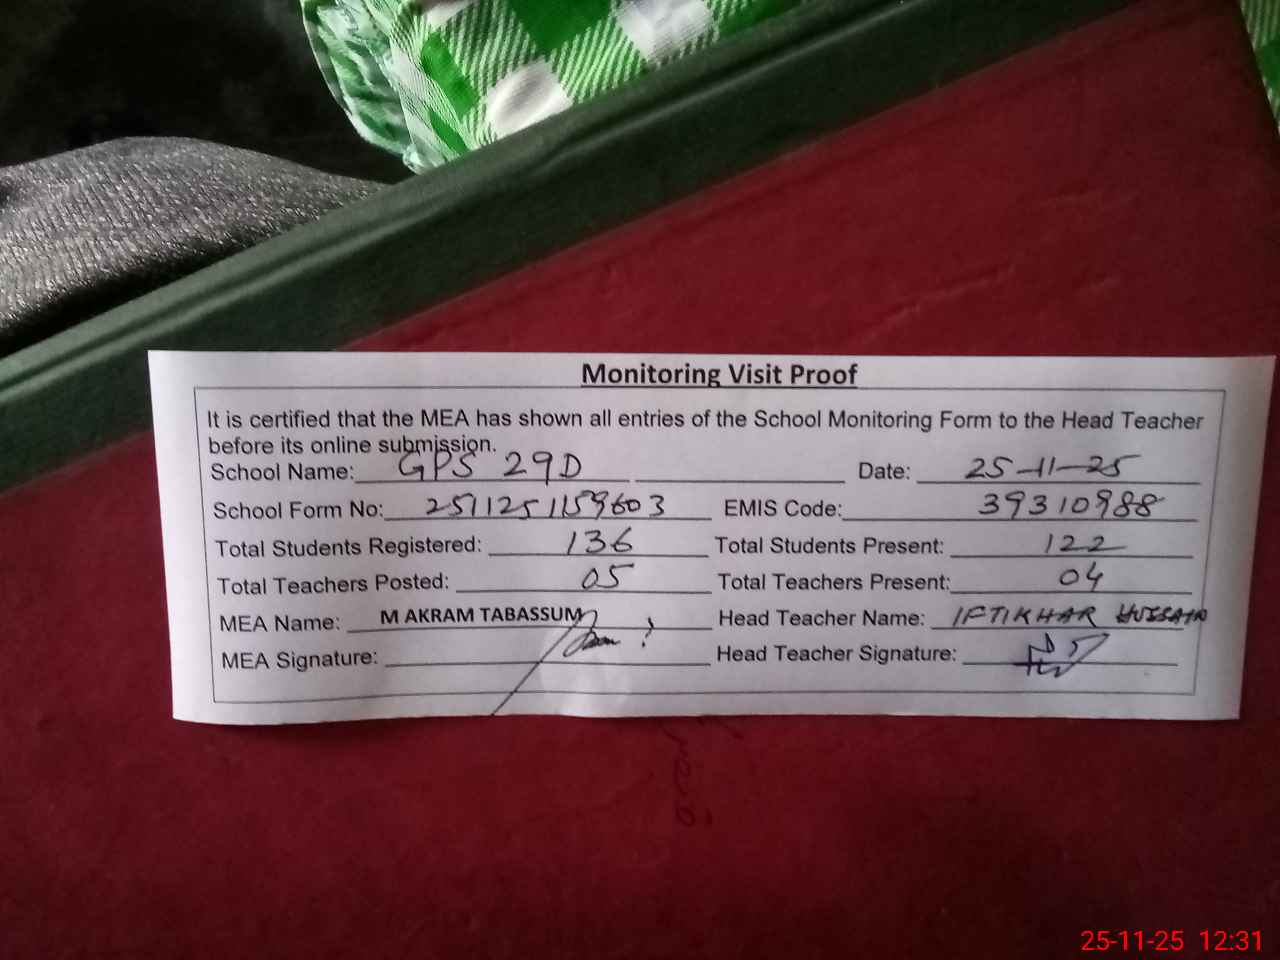 Monitoring Visit Proof
It is certified that the MEA has shown all entries of the School Monitoring Form to the Head Teacher
before its online submission.
School Name: GPS 29D Date: 25-11-25
School Form No: 2511251159603 EMIS Code: 39310988
Total Students Registered: 136 Total Students Present: 122
Total Teachers Posted: 05 Total Teachers Present: 04
MEA Name: M AKRAM TABASSUM Head Teacher Name: IFTIKHAR HUSSAIN
MEA Signature: Head Teacher Signature:
25-11-25 12:31